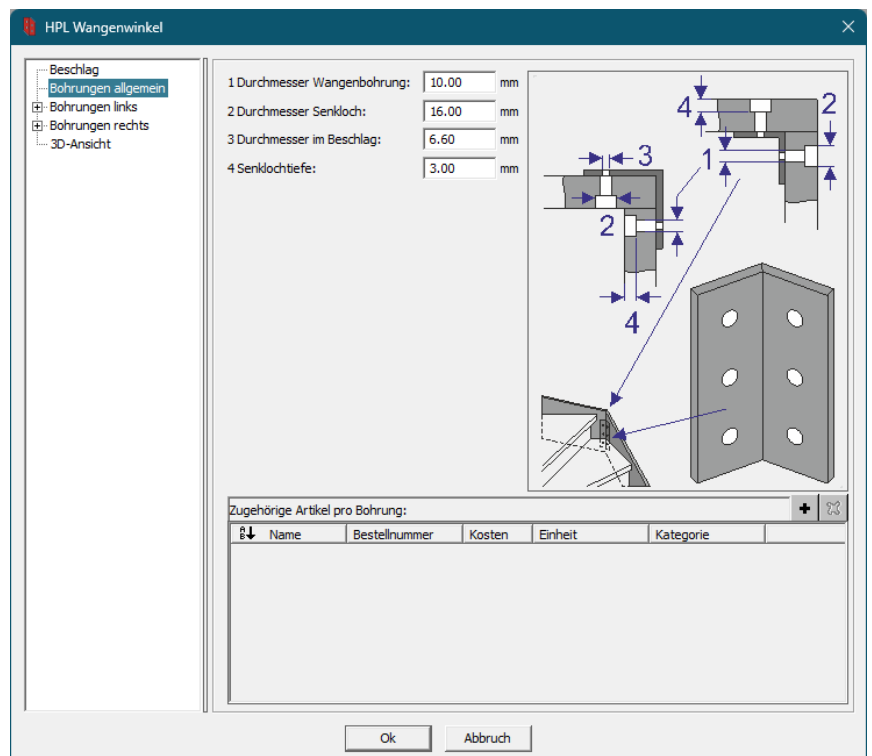 HPL Wangenwinkel
Beschlag
Bohrungen allgemein
Bohrungen links
Bohrungen rechts
3D-Ansicht
1 Durchmesser Wangenbohrung: 10.00 mm
2 Durchmesser Senkloch: 16.00 mm
3 Durchmesser im Beschlag: 6.60 mm
4 Senklochtiefe: 3.00 mm
4 2
3 1
2
4
Zugehörige Artikel pro Bohrung:
Name Bestellnummer Kosten Einheit Kategorie
Ok Abbruch